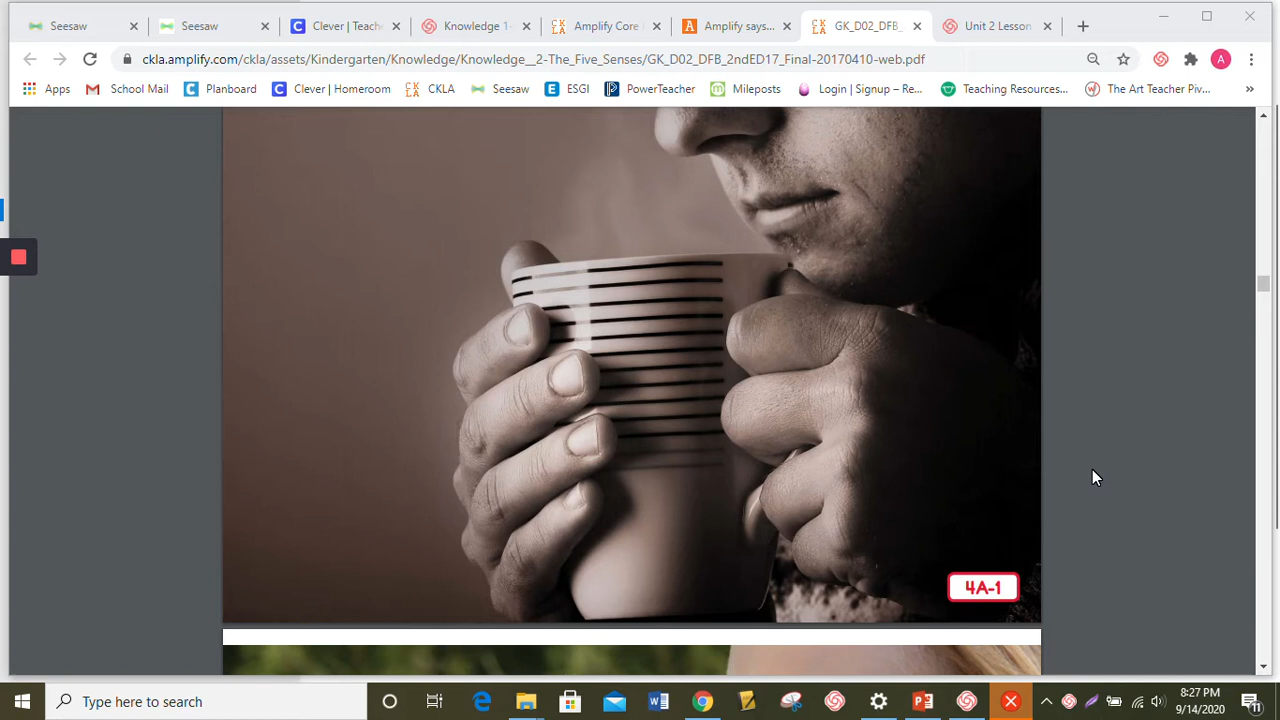 Seesaw
Seesaw
Clever | Teach
Knowledge 1-
Amplify Core
Amplify says...
GK_D02_DFB_
Unit 2 Lesson
ckla.amplify.com/ckla/assets/Kindergarten/Knowledge/Knowledge__2-The_Five_Senses/GK_D02_DFB_2ndED17_Final-20170410-web.pdf
A
Apps
School Mail
Planboard
Clever | Homeroom
CKLA
Seesaw
ESGI
PowerTeacher
Mileposts
Login | Signup – Re...
Teaching Resources...
The Art Teacher Piv...
4A-1
Type here to search
8:27 PM
9/14/2020
11